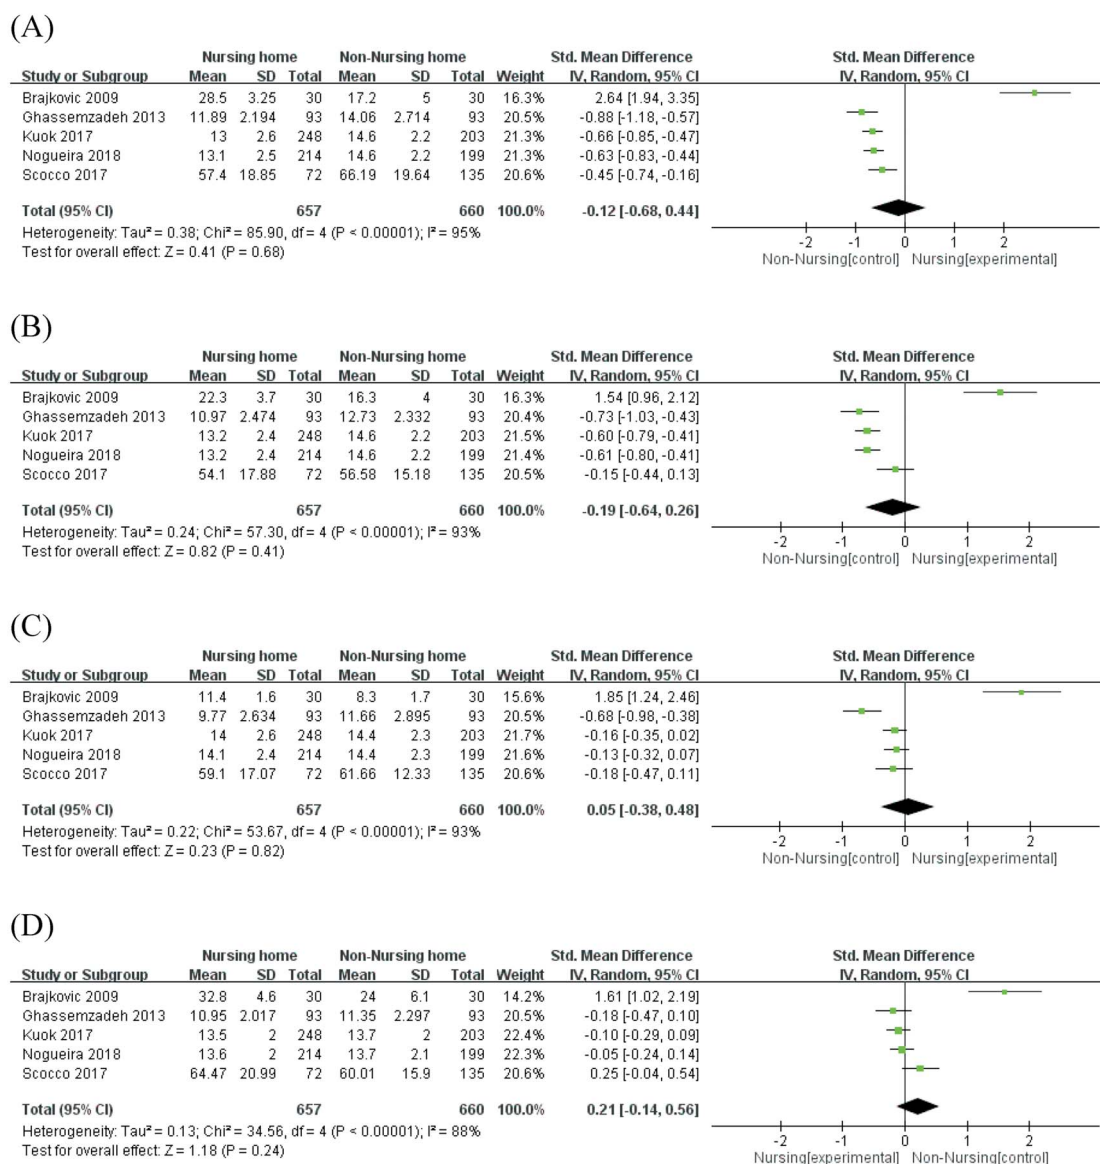 (A)
Nursing home Non-Nursing home Std. Mean Difference Std. Mean Difference
Study or Subgroup Mean SD Total Mean SD Total Weight IV, Random, 95% CI IV, Random, 95% CI
Brajkovic 2009 28.5 3.25 30 17.2 5 30 16.3% 2.64 [1.94, 3.35]
Ghassemzadeh 2013 11.89 2.194 93 14.06 2.714 93 20.5% -0.88 [-1.18, -0.57]
Kuok 2017 13 2.6 248 14.6 2.2 203 21.3% -0.66 [-0.85, -0.47]
Nogueira 2018 13.1 2.5 214 14.6 2.2 199 21.3% -0.63 [-0.83, -0.44]
Scocco 2017 57.4 18.85 72 66.19 19.64 135 20.6% -0.45 [-0.74, -0.16]
Total (95% CI) 657 660 100.0% -0.12 [-0.68, 0.44]
Heterogeneity: Tau² = 0.38; Chi² = 85.90, df = 4 (P < 0.00001); I² = 95%
Test for overall effect: Z = 0.41 (P = 0.68)
-2 -1 0 1 2
Non-Nursing[control] Nursing[experimental]
(B)
Nursing home Non-Nursing home Std. Mean Difference Std. Mean Difference
Study or Subgroup Mean SD Total Mean SD Total Weight IV, Random, 95% CI IV, Random, 95% CI
Brajkovic 2009 22.3 3.7 30 16.3 4 30 16.3% 1.54 [0.96, 2.12]
Ghassemzadeh 2013 10.97 2.474 93 12.73 2.332 93 20.4% -0.73 [-1.03, -0.43]
Kuok 2017 13.2 2.4 248 14.6 2.2 203 21.5% -0.60 [-0.79, -0.41]
Nogueira 2018 13.2 2.4 214 14.6 2.2 199 21.3% -0.61 [-0.80, -0.41]
Scocco 2017 54.1 17.88 72 56.58 15.18 135 20.5% -0.15 [-0.44, 0.13]
Total (95% CI) 657 660 100.0% -0.19 [-0.64, 0.26]
Heterogeneity: Tau² = 0.24; Chi² = 57.30, df = 4 (P < 0.00001); I² = 93%
Test for overall effect: Z = 0.82 (P = 0.41)
-2 -1 0 1 2
Non-Nursing[control] Nursing[experimental]
(C)
Nursing home Non-Nursing home Std. Mean Difference Std. Mean Difference
Study or Subgroup Mean SD Total Mean SD Total Weight IV, Random, 95% CI IV, Random, 95% CI
Brajkovic 2009 11.4 1.6 30 8.3 1.7 30 15.6% 1.85 [1.24, 2.46]
Ghassemzadeh 2013 9.77 2.634 93 11.66 2.895 93 20.5% -0.68 [-0.98, -0.38]
Kuok 2017 14 2.6 248 14.4 2.3 203 21.7% -0.16 [-0.35, 0.02]
Nogueira 2018 14.1 2.4 214 14.4 2.3 199 21.6% -0.13 [-0.32, 0.07]
Scocco 2017 59.1 17.07 72 61.66 12.33 135 20.6% -0.18 [-0.47, 0.11]
Total (95% CI) 657 660 100.0% 0.05 [-0.38, 0.48]
Heterogeneity: Tau² = 0.22; Chi² = 53.67, df = 4 (P < 0.00001); I² = 93%
Test for overall effect: Z = 0.23 (P = 0.82)
-2 -1 0 1 2
Non-Nursing[control] Nursing[experimental]
(D)
Nursing home Non-Nursing home Std. Mean Difference Std. Mean Difference
Study or Subgroup Mean SD Total Mean SD Total Weight IV, Random, 95% CI IV, Random, 95% CI
Brajkovic 2009 32.8 4.6 30 24 6.1 30 14.2% 1.61 [1.02, 2.19]
Ghassemzadeh 2013 10.95 2.017 93 11.35 2.297 93 20.5% -0.18 [-0.47, 0.10]
Kuok 2017 13.5 2 248 13.7 2 203 22.4% -0.10 [-0.29, 0.09]
Nogueira 2018 13.6 2 214 13.7 2.1 199 22.3% -0.05 [-0.24, 0.14]
Scocco 2017 64.47 20.99 72 60.01 15.9 135 20.6% 0.25 [-0.04, 0.54]
Total (95% CI) 657 660 100.0% 0.21 [-0.14, 0.56]
Heterogeneity: Tau² = 0.13; Chi² = 34.56, df = 4 (P < 0.00001); I² = 88%
Test for overall effect: Z = 1.18 (P = 0.24)
-2 -1 0 1 2
Nursing[experimental] Non-Nursing[control]